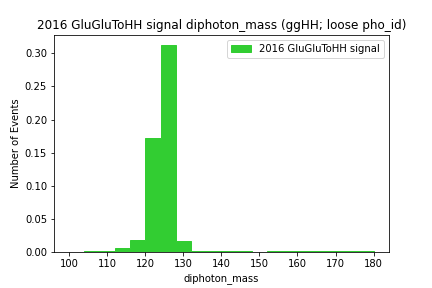 2016 GluGluToHH signal diphoton_mass (ggHH; loose pho_id)
2016 GluGluToHH signal
Number of Events
0.30
0.25
0.20
0.15
0.10
0.05
0.00
100 110 120 130 140 150 160 170 180
diphoton_mass